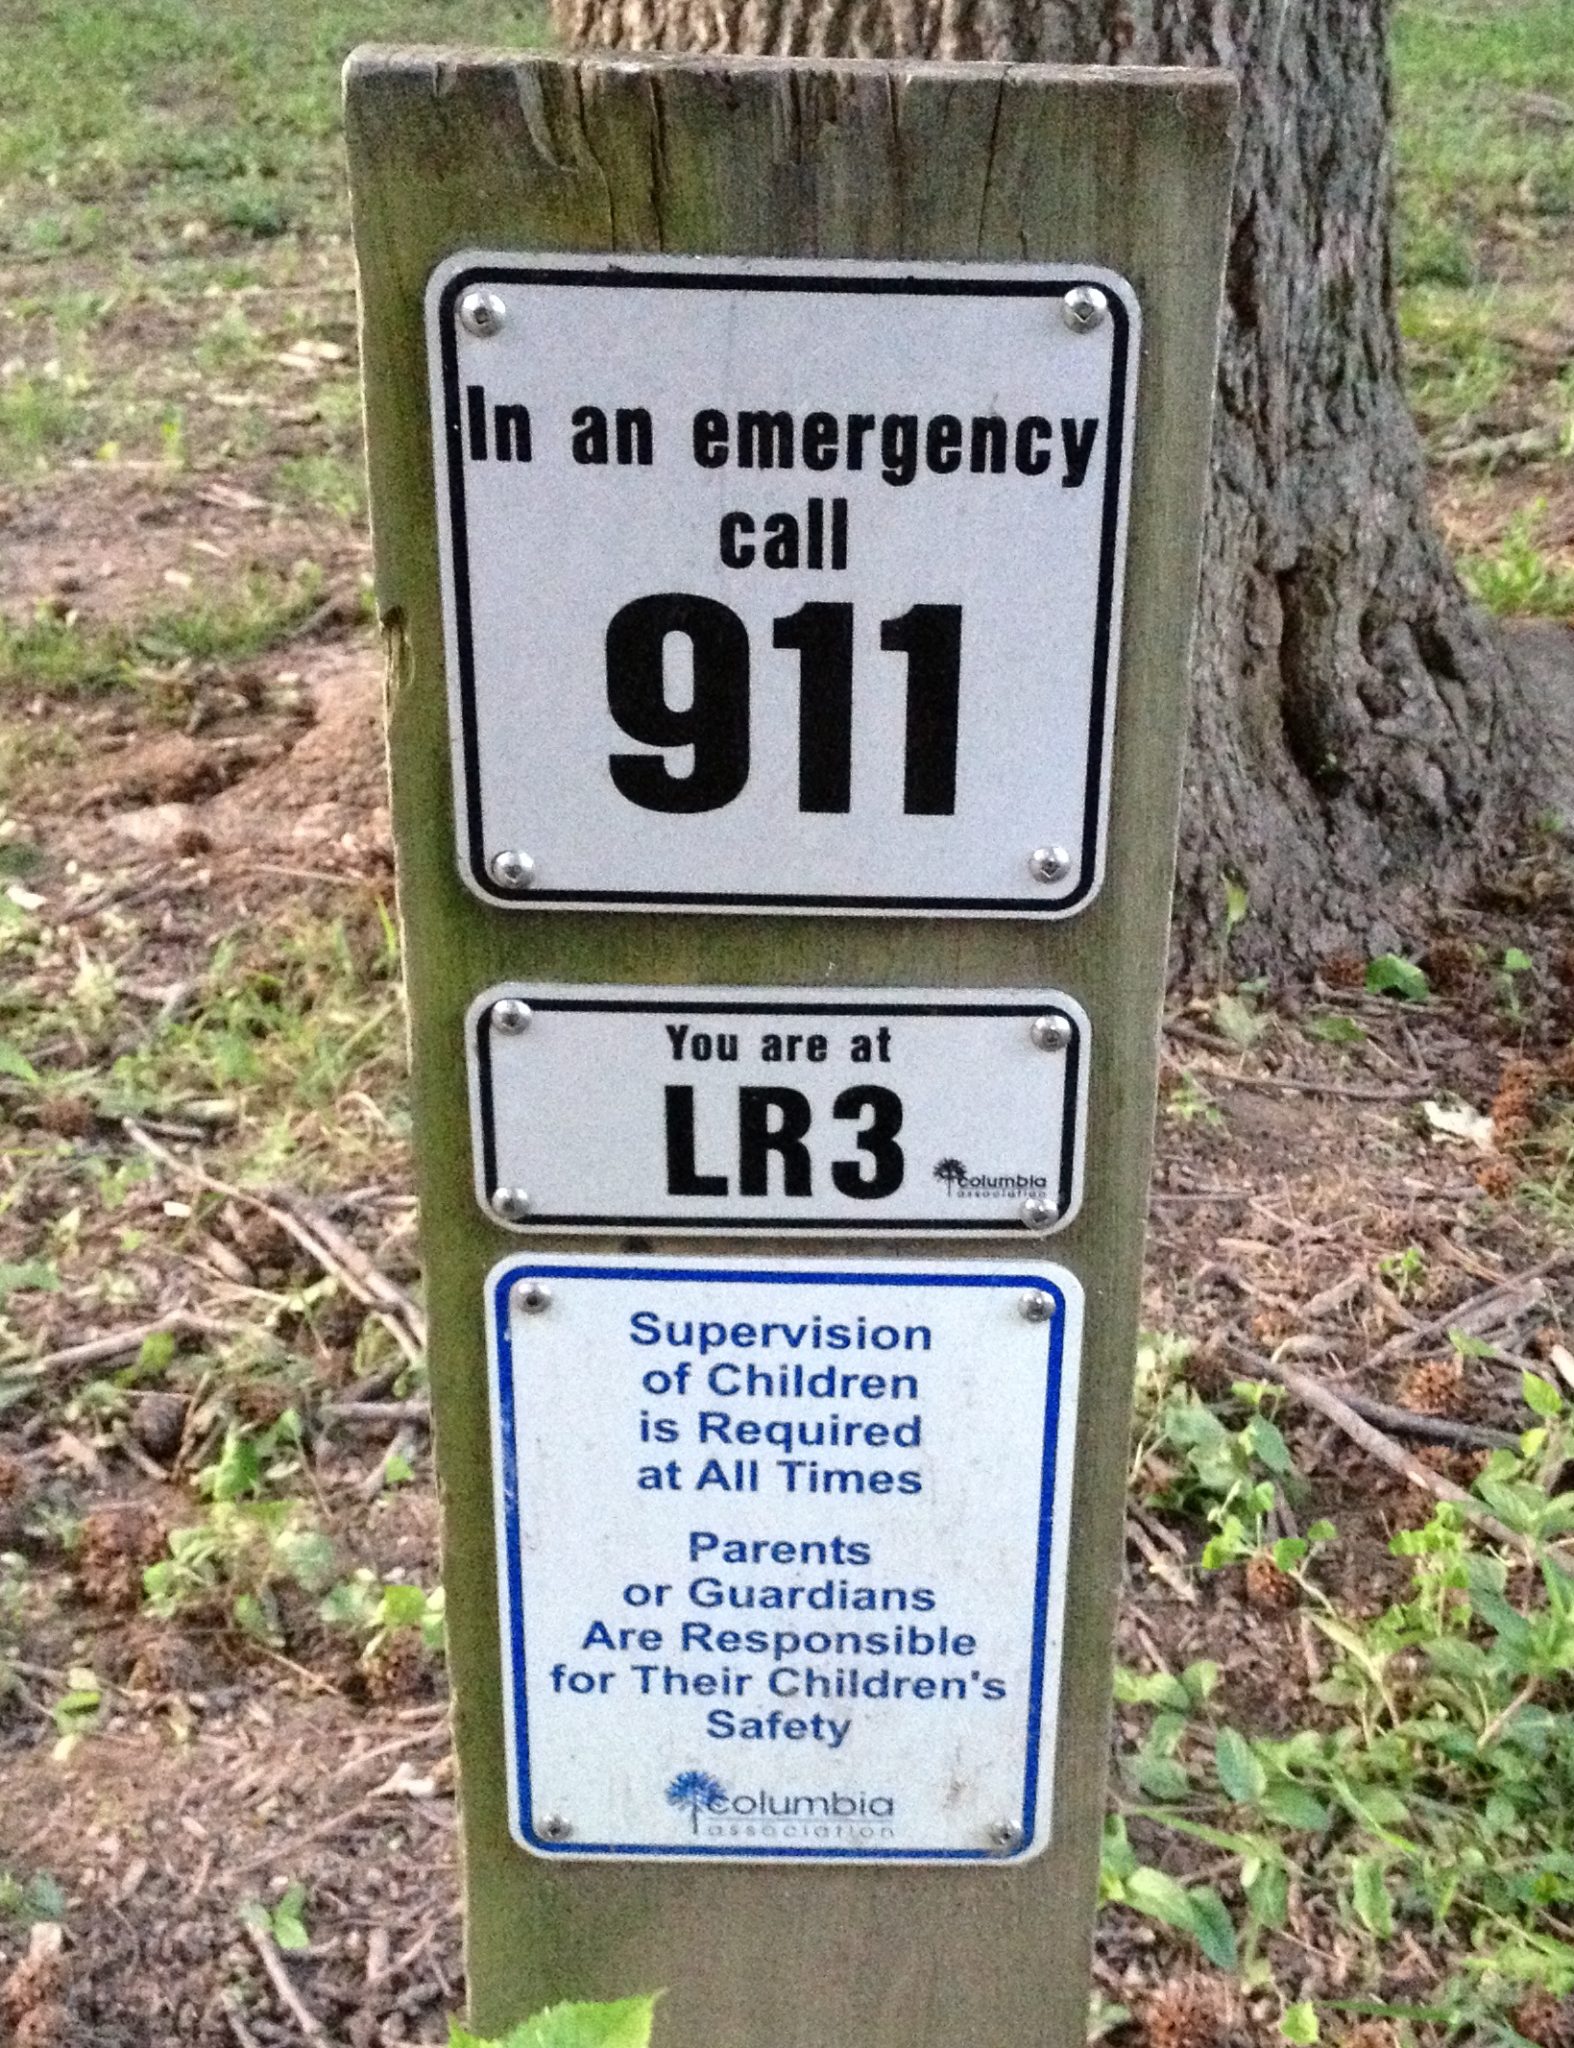 In an emergency
call
911
You are at
LR3
columbia
association
Supervision
of Children
is Required
at All Times
Parents
or Guardians
Are Responsible
for Their Children's
Safety
columbia
association